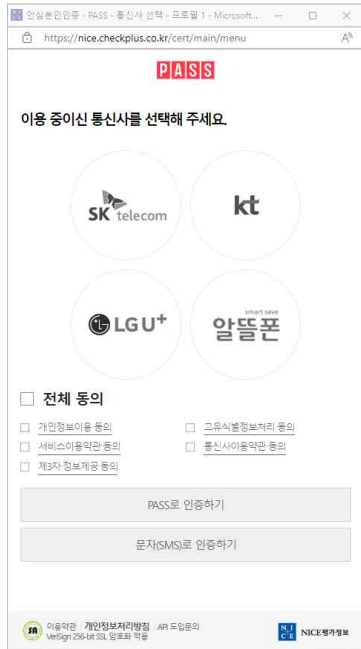 안심본인인증 - PASS - 통신사 선택 - 프로필 1 - Microsoft...
https://nice.checkplus.co.kr/cert/main/menu
PASS
이용 중이신 통신사를 선택해 주세요.
SK telecom
kt
LG U+
smart save
알뜰폰
전체 동의
개인정보이용 동의
고유식별정보처리 동의
서비스이용약관 동의
통신사이용약관 동의
제3자 정보제공 동의
PASS로 인증하기
문자(SMS)로 인증하기
이용약관 개인정보처리방침 API 도입문의
VeriSign 256-bit SSL 암호화 적용
NICE
NICE평가정보